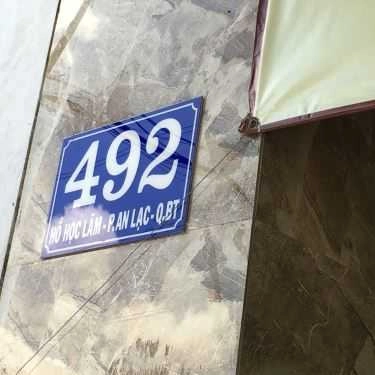 492
HỒ HỌC LÃM - P.AN LẠC - Q.BT